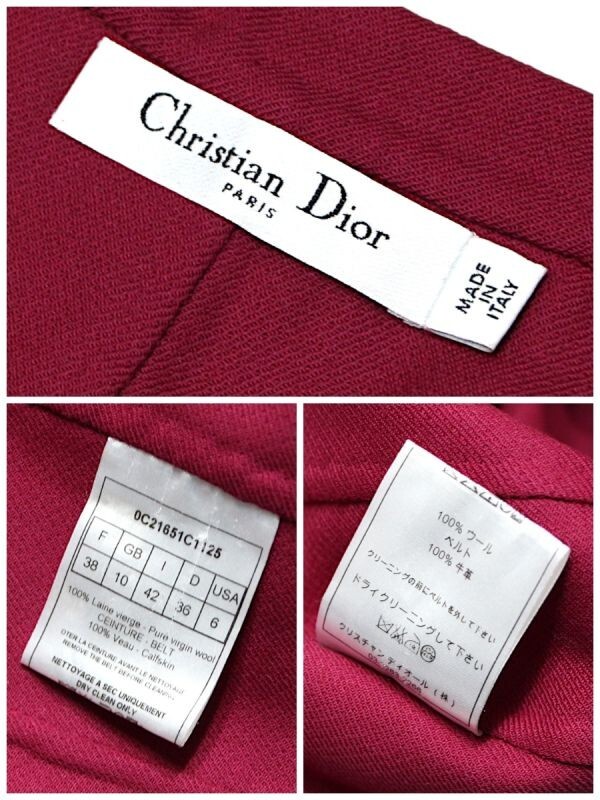 Christian Dior
PARIS
MADE
IN
ITALY
0C21651C1125
F GB I D USA
38 10 42 36 6
100% Laine vierge - Pure virgin wool
CEINTURE - BELT
100% Veau - Calfskin
OTER LA CEINTURE AVANT LE NETTOYAGE
REMOVE THE BELT BEFORE CLEANING
NETTOYAGE A SEC UNIQUEMENT
DRY CLEAN ONLY
100% ウール
ベルト
100% 牛革
クリーニングの前にベルトを外して下さい
ドライクリーニングして下さい
クリスチャン ディオール (株)